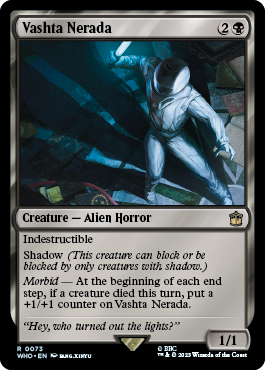 Vashta Nerada 2
Creature — Alien Horror
Indestructible
Shadow (This creature can block or be
blocked by only creatures with shadow.)
Morbid — At the beginning of each end
step, if a creature died this turn, put a
+1/+1 counter on Vashta Nerada.
"Hey, who turned out the lights?"
1/1
R 0073
WHO • EN FANG XINYU
© BBC
™ & © 2023 Wizards of the Coast